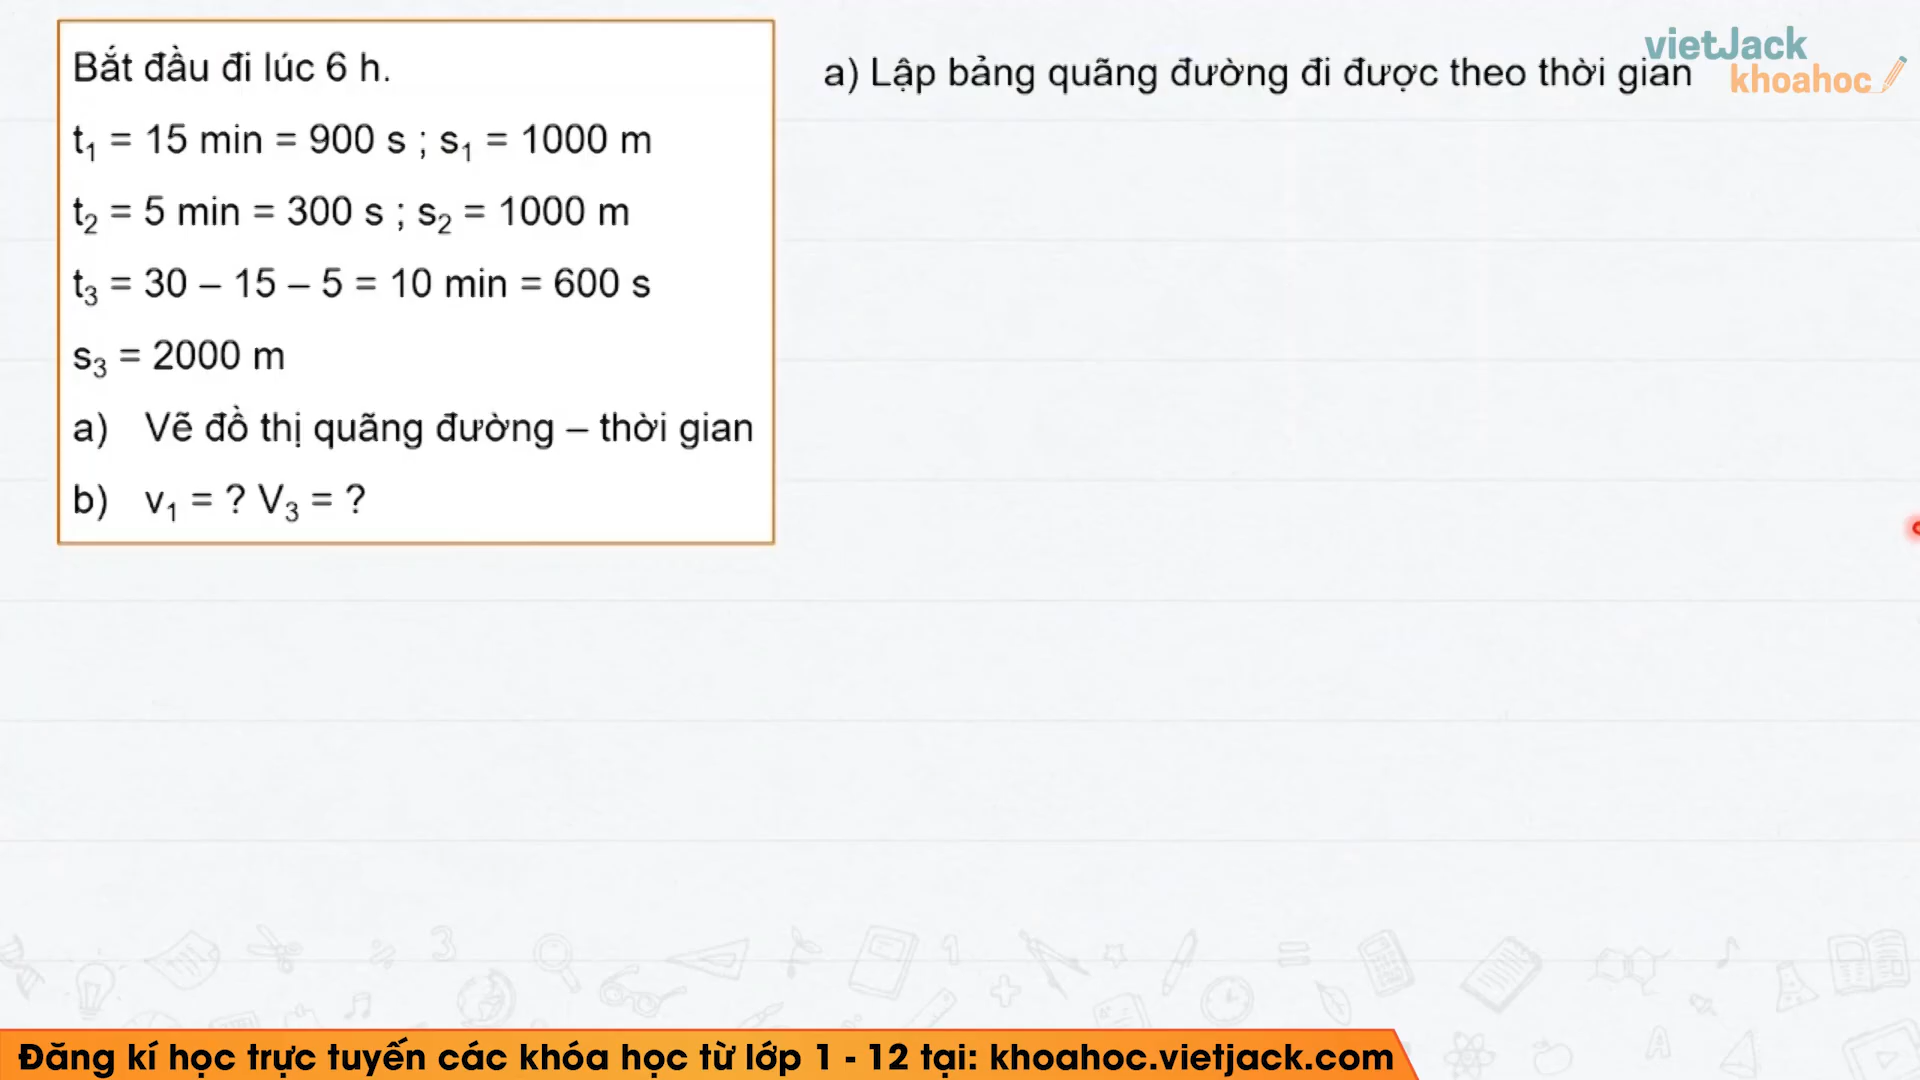 Bắt đầu đi lúc 6 h.
t₁ = 15 min = 900 s ; s₁ = 1000 m
t₂ = 5 min = 300 s ; s₂ = 1000 m
t₃ = 30 – 15 – 5 = 10 min = 600 s
s₃ = 2000 m
a) Vẽ đồ thị quãng đường – thời gian
b) v₁ = ? V₃ = ?
a) Lập bảng quãng đường đi được theo thời gian
vietJack
khoahoc
Đăng kí học trực tuyến các khóa học từ lớp 1 - 12 tại: khoahoc.vietjack.com